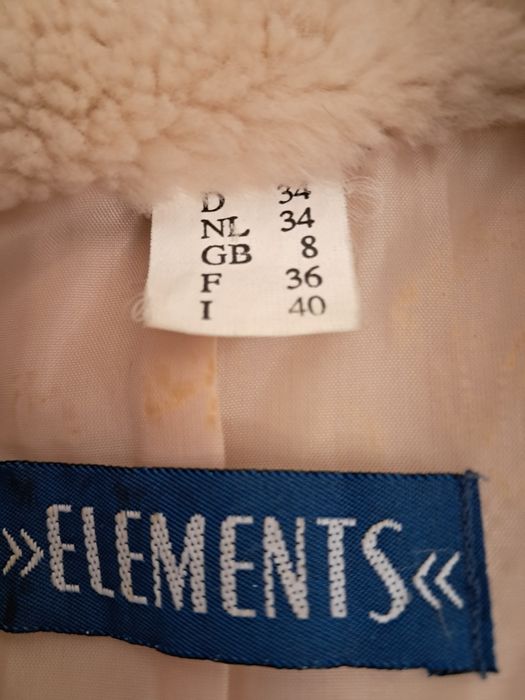 D 34
NL 34
GB 8
F 36
I 40
»ELEMENTS«